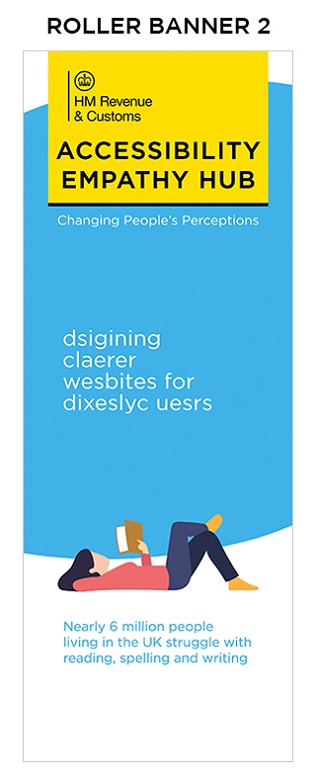 ROLLER BANNER 2
HM Revenue
& Customs
ACCESSIBILITY
EMPATHY HUB
Changing People's Perceptions
dsigining
claerer
wesbites for
dixeslyc uesrs
Nearly 6 million people
living in the UK struggle with
reading, spelling and writing